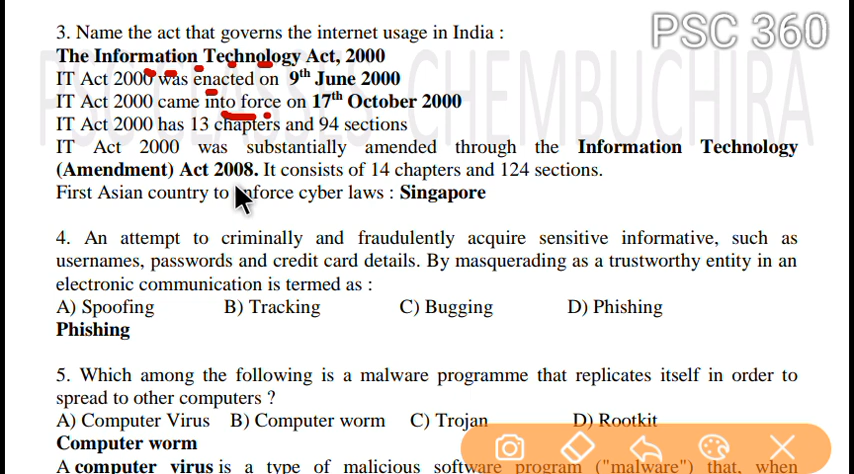 PSC 360
3. Name the act that governs the internet usage in India :
The Information Technology Act, 2000
IT Act 2000 was enacted on 9th June 2000
IT Act 2000 came into force on 17th October 2000
IT Act 2000 has 13 chapters and 94 sections
IT Act 2000 was substantially amended through the Information Technology
(Amendment) Act 2008. It consists of 14 chapters and 124 sections.
First Asian country to enforce cyber laws : Singapore
4. An attempt to criminally and fraudulently acquire sensitive informative, such as
usernames, passwords and credit card details. By masquerading as a trustworthy entity in an
electronic communication is termed as :
A) Spoofing B) Tracking C) Bugging D) Phishing
Phishing
5. Which among the following is a malware programme that replicates itself in order to
spread to other computers ?
A) Computer Virus B) Computer worm C) Trojan D) Rootkit
Computer worm
A computer virus is a type of malicious software program ("malware") that, when